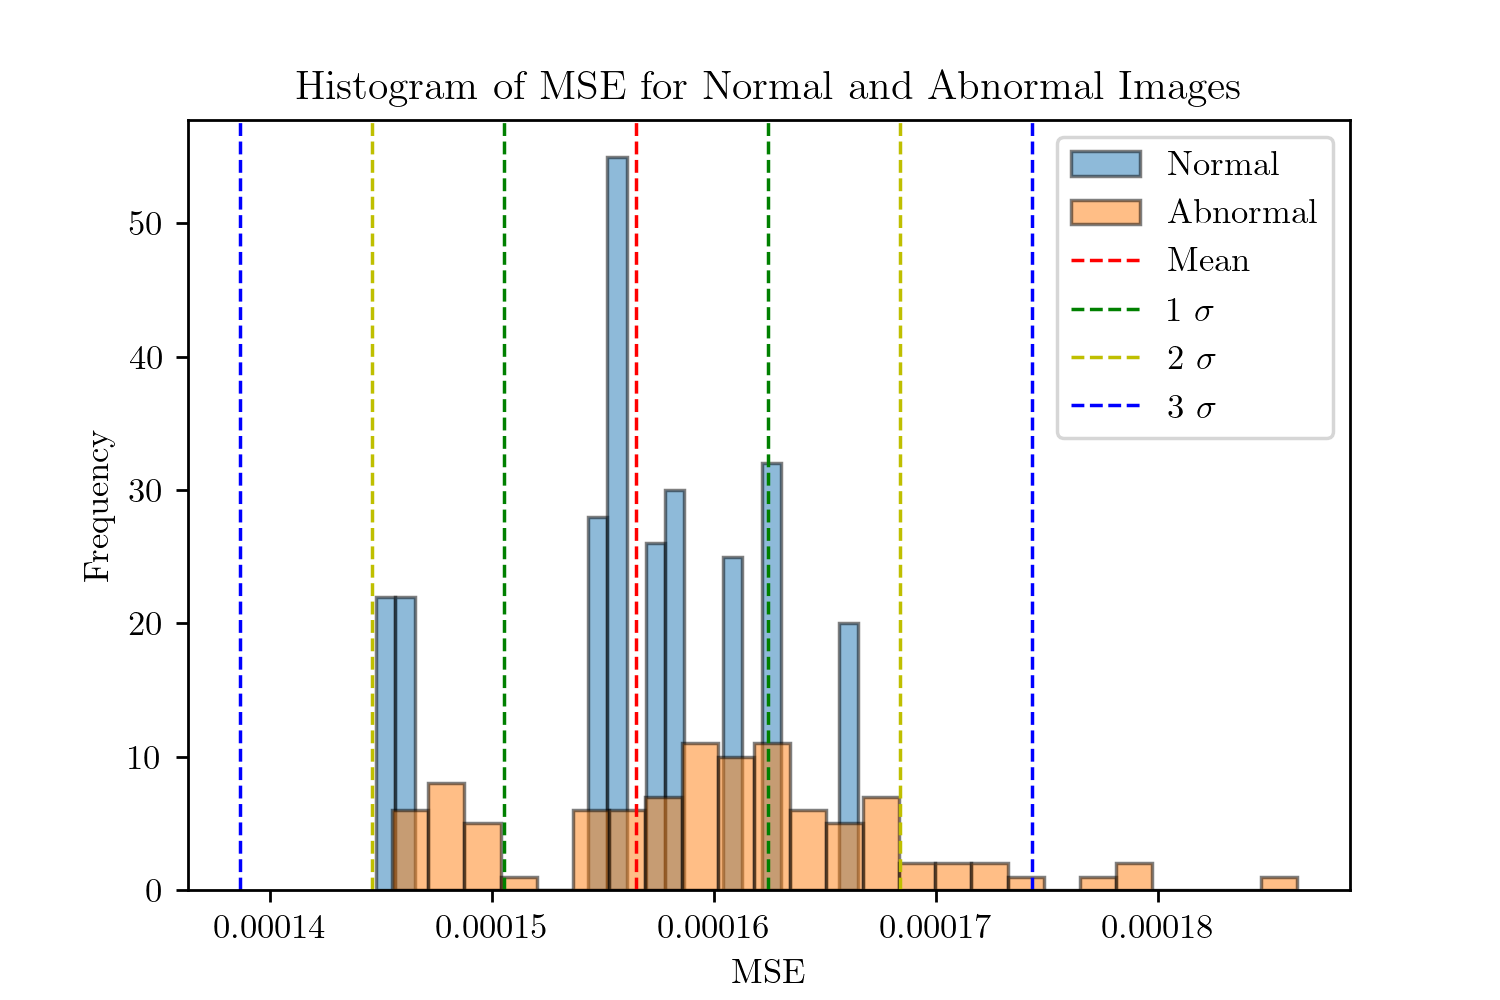 Histogram of MSE for Normal and Abnormal Images
Normal
Abnormal
Mean
1 σ
2 σ
3 σ
50
40
30
20
10
0
Frequency
0.00014 0.00015 0.00016 0.00017 0.00018
MSE